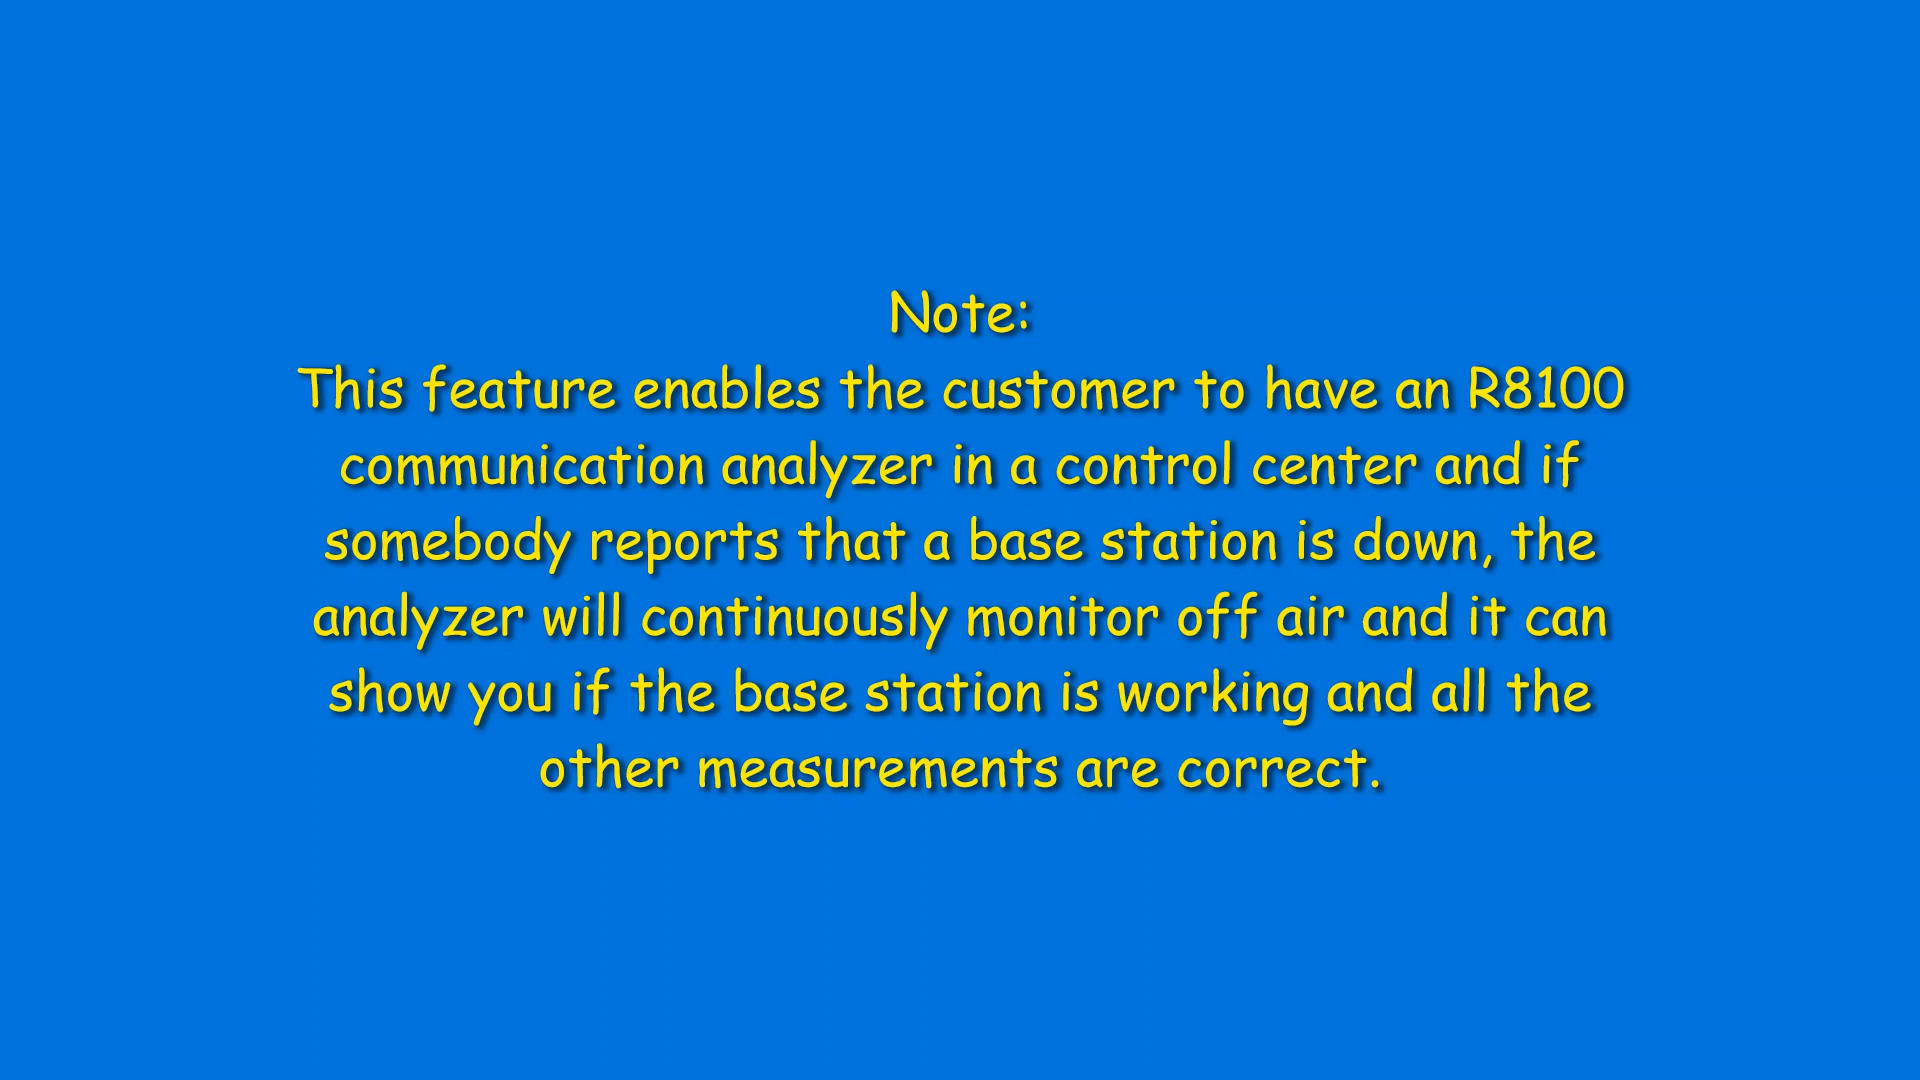 Note:
This feature enables the customer to have an R8100
communication analyzer in a control center and if
somebody reports that a base station is down, the
analyzer will continuously monitor off air and it can
show you if the base station is working and all the
other measurements are correct.